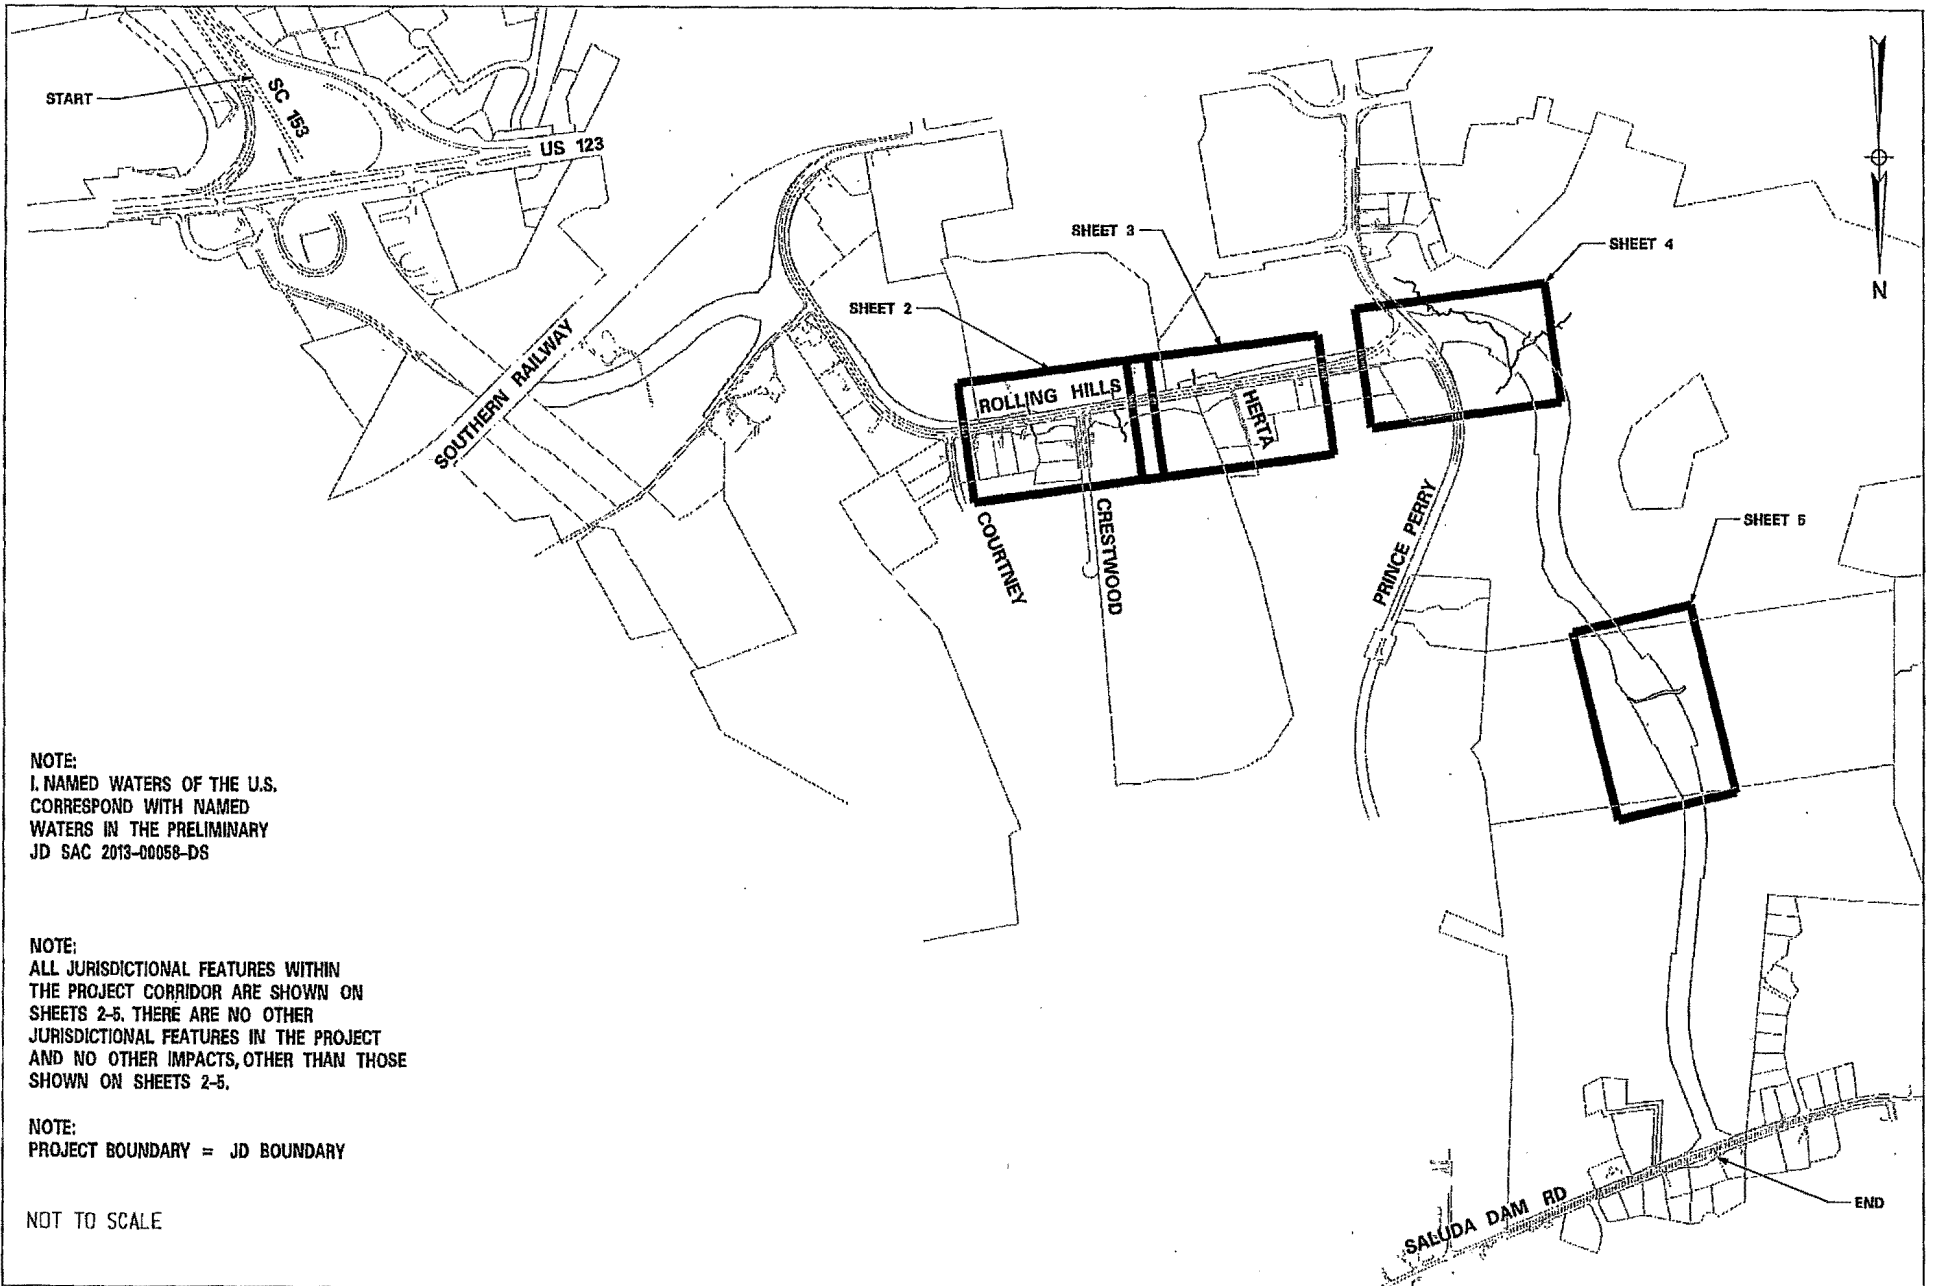 START
SC 153
US 123
SHEET 3
SHEET 4
N
SHEET 2
SOUTHERN RAILWAY
ROLLING HILLS
HERTA
SHEET 5
COURTNEY
CRESTWOOD
PRINCE PERRY
NOTE:
1. NAMED WATERS OF THE U.S.
CORRESPOND WITH NAMED
WATERS IN THE PRELIMINARY
JD SAC 2013-00058-DS
NOTE:
ALL JURISDICTIONAL FEATURES WITHIN
THE PROJECT CORRIDOR ARE SHOWN ON
SHEETS 2-5. THERE ARE NO OTHER
JURISDICTIONAL FEATURES IN THE PROJECT
AND NO OTHER IMPACTS, OTHER THAN THOSE
SHOWN ON SHEETS 2-5.
NOTE:
PROJECT BOUNDARY = JD BOUNDARY
NOT TO SCALE
SALUDA DAM RD
END